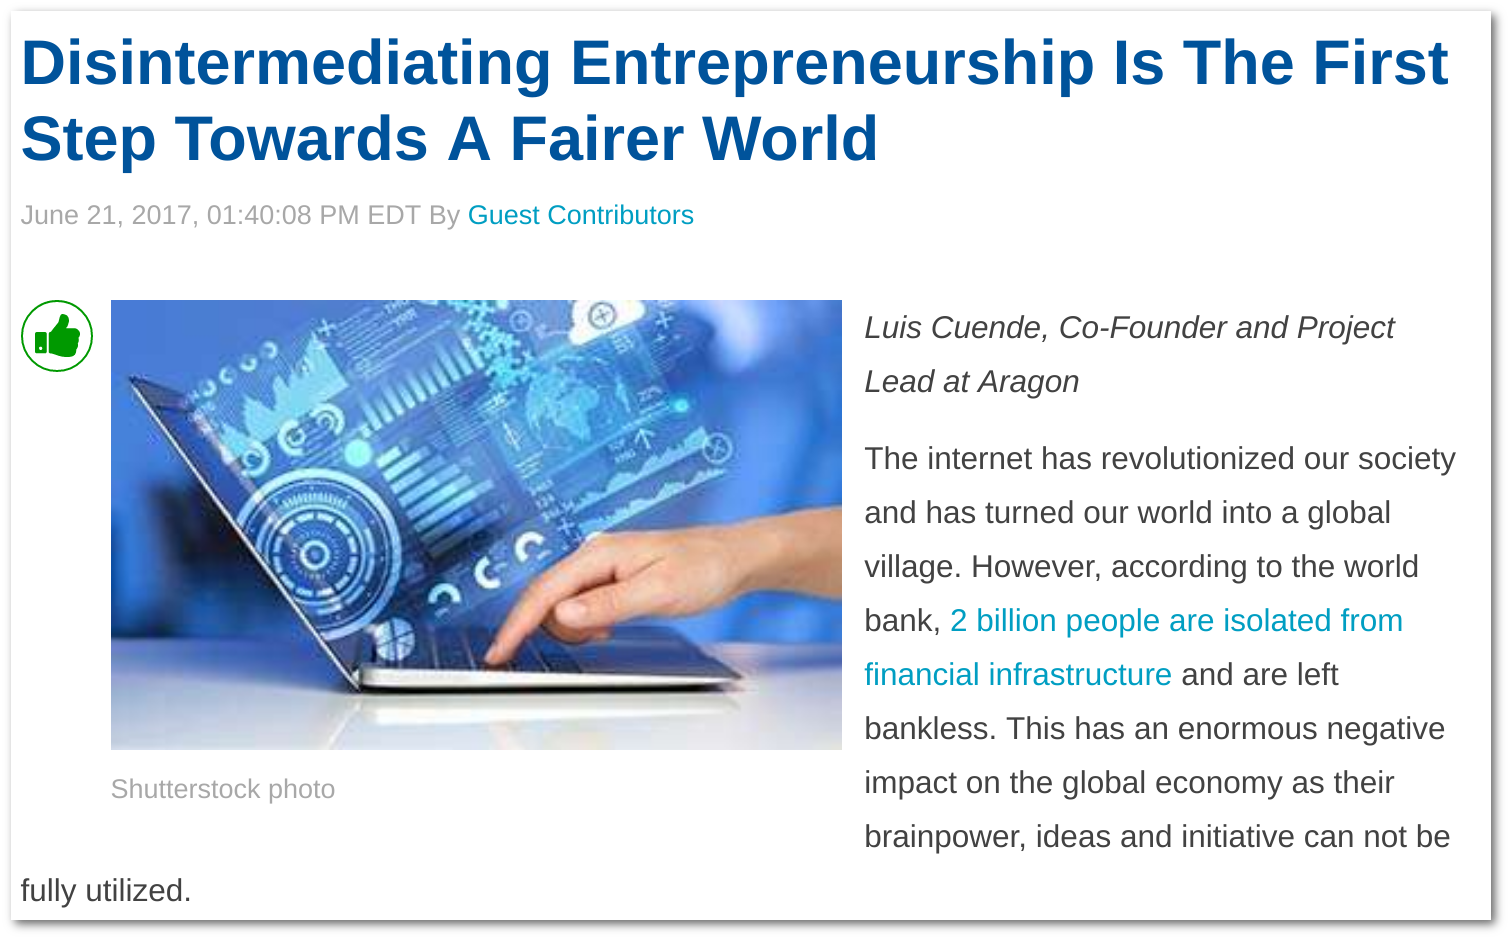 Disintermediating Entrepreneurship Is The First
Step Towards A Fairer World
June 21, 2017, 01:40:08 PM EDT By Guest Contributors
Luis Cuende, Co-Founder and Project
Lead at Aragon
The internet has revolutionized our society
and has turned our world into a global
village. However, according to the world
bank, 2 billion people are isolated from
financial infrastructure and are left
bankless. This has an enormous negative
impact on the global economy as their
brainpower, ideas and initiative can not be
fully utilized.
Shutterstock photo